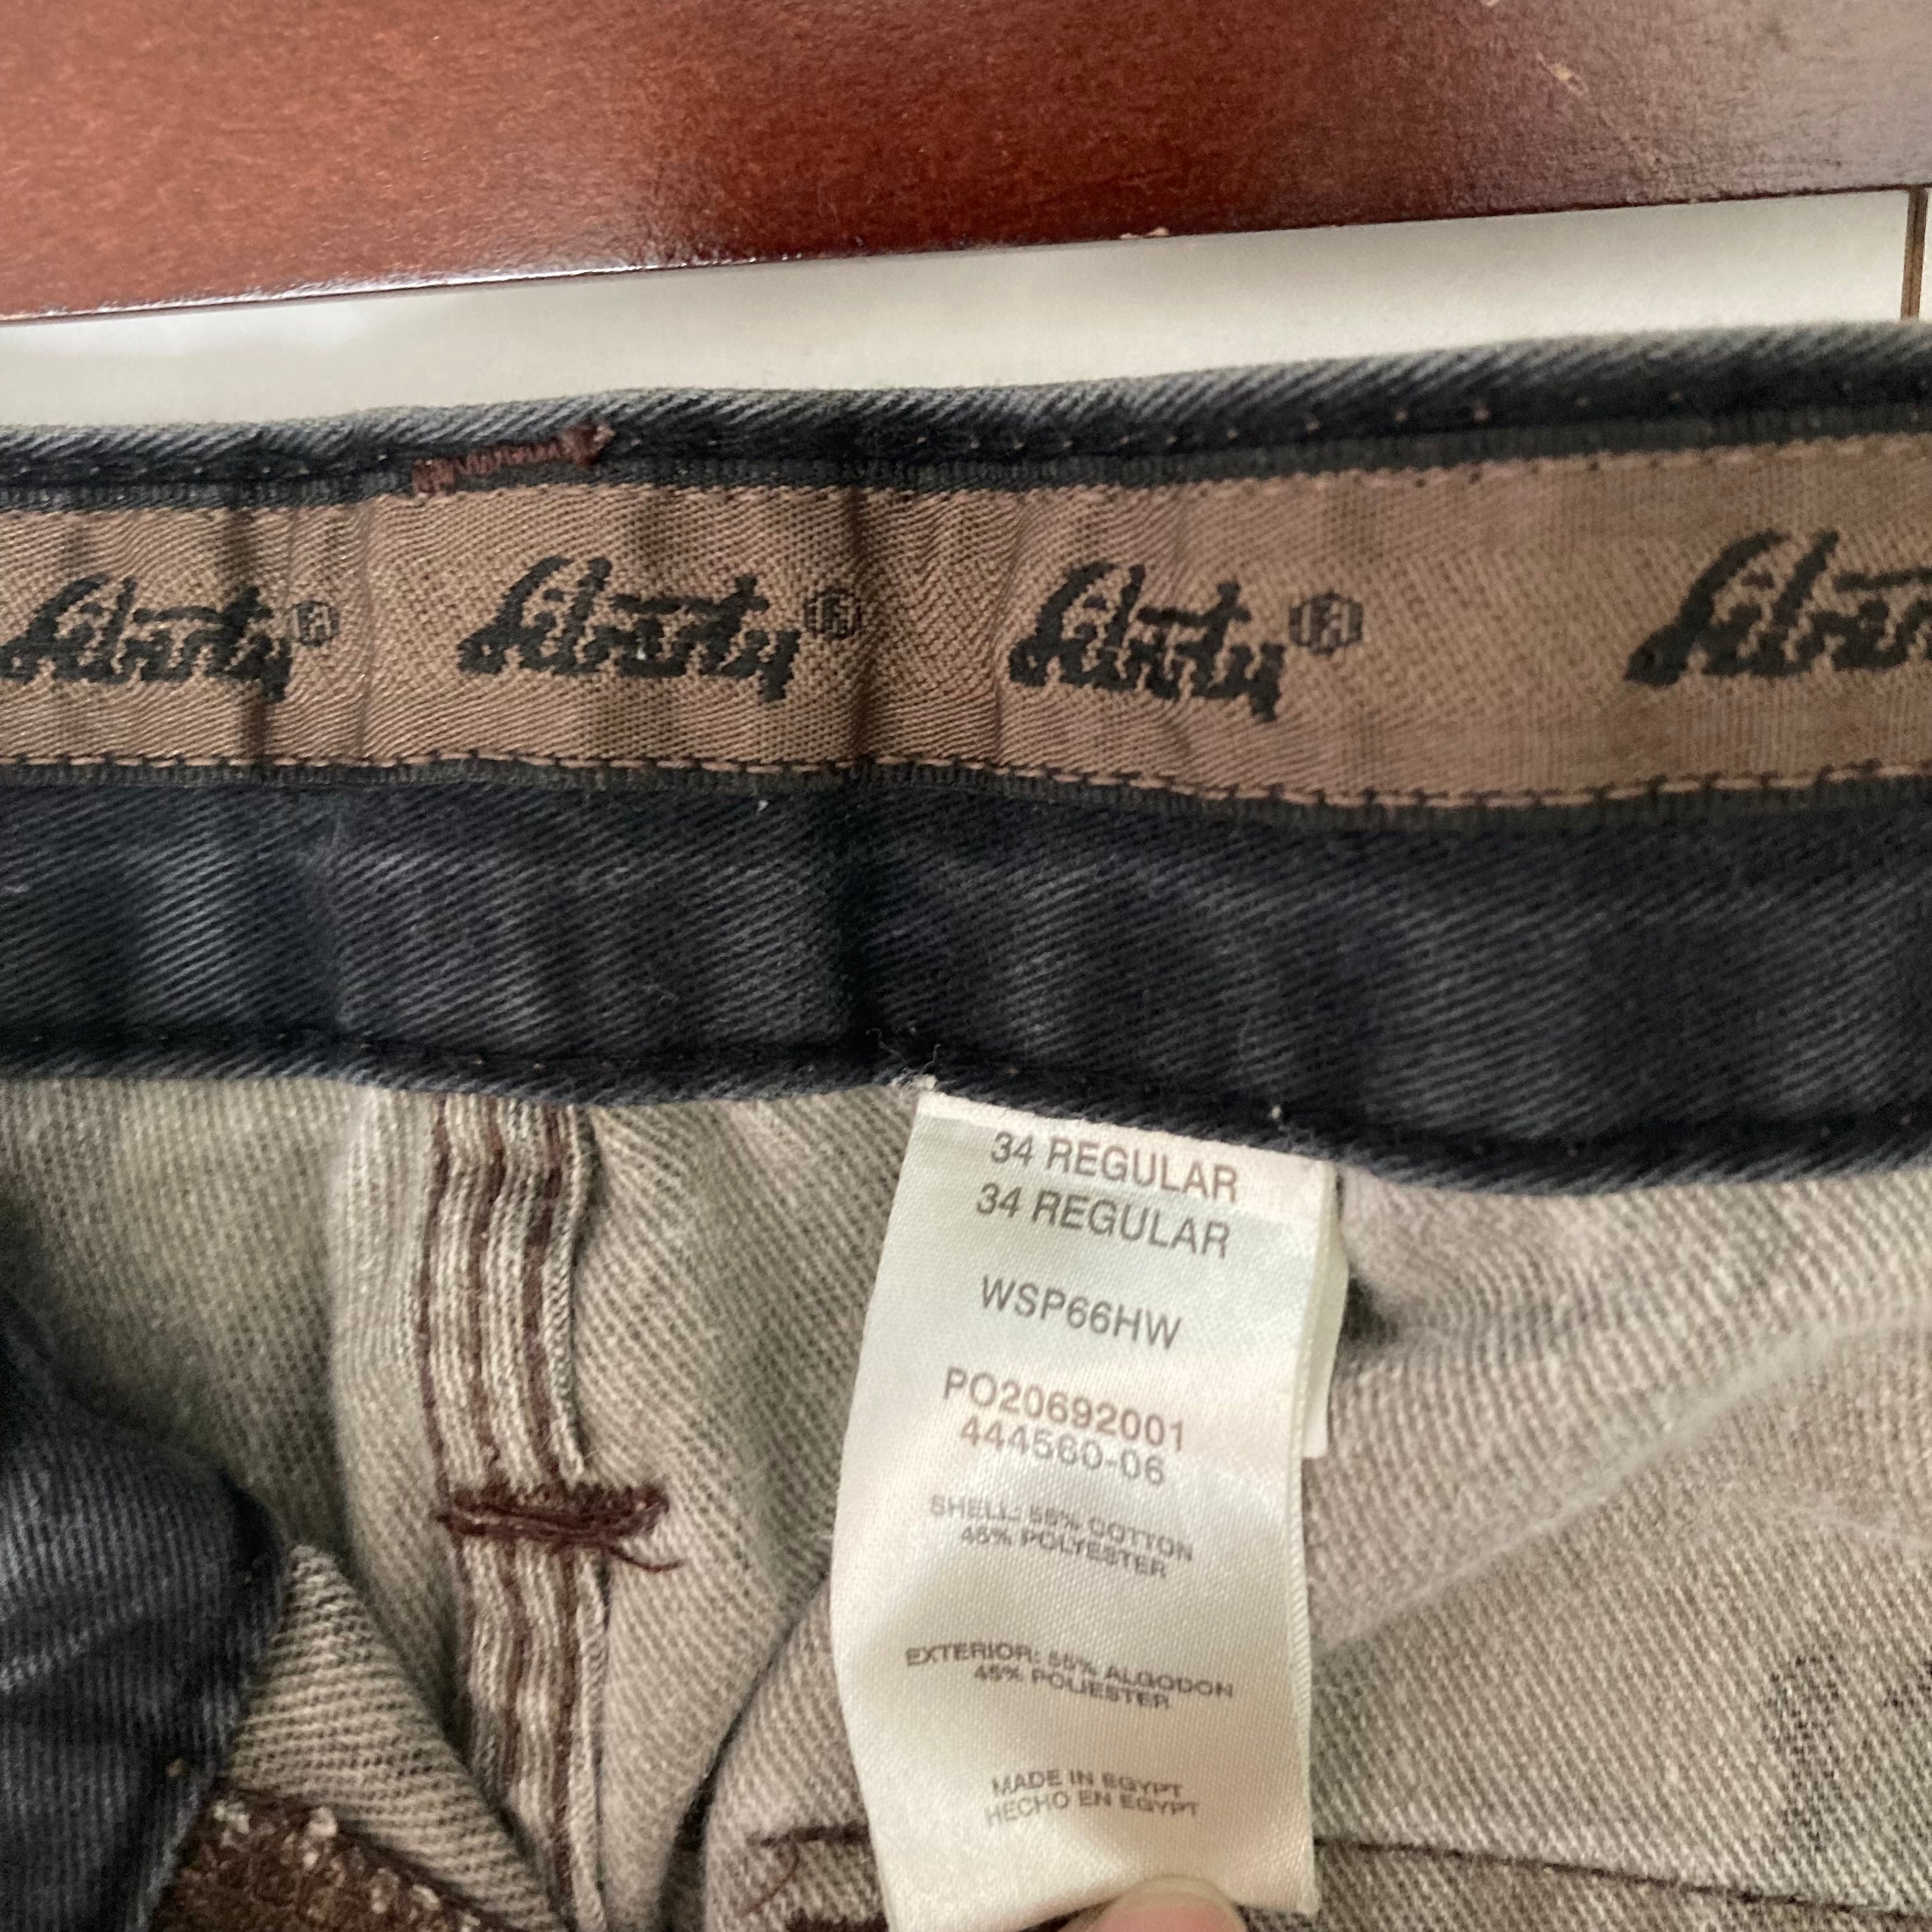 Liberty ®
Liberty ®
Liberty ®
Liberty
34 REGULAR
34 REGULAR
WSP66HW
PO20692001
444560-06
SHELL: 55% COTTON
45% POLYESTER
EXTERIOR: 55% ALGODON
45% POLIESTER
MADE IN EGYPT
HECHO EN EGYPT